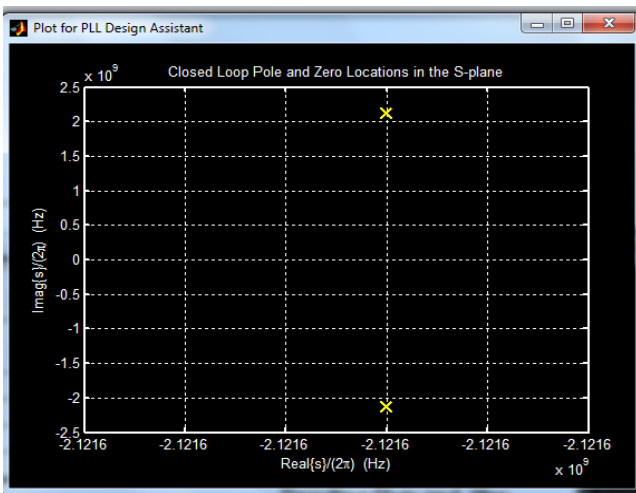 Plot for PLL Design Assistant
x 10^9
Closed Loop Pole and Zero Locations in the S-plane
2.5
2
1.5
1
0.5
0
-0.5
-1
-1.5
-2
-2.5
Imag{s}/(2π) (Hz)
-2.1216 -2.1216 -2.1216 -2.1216 -2.1216 -2.1216
Real{s}/(2π) (Hz)
x 10^9